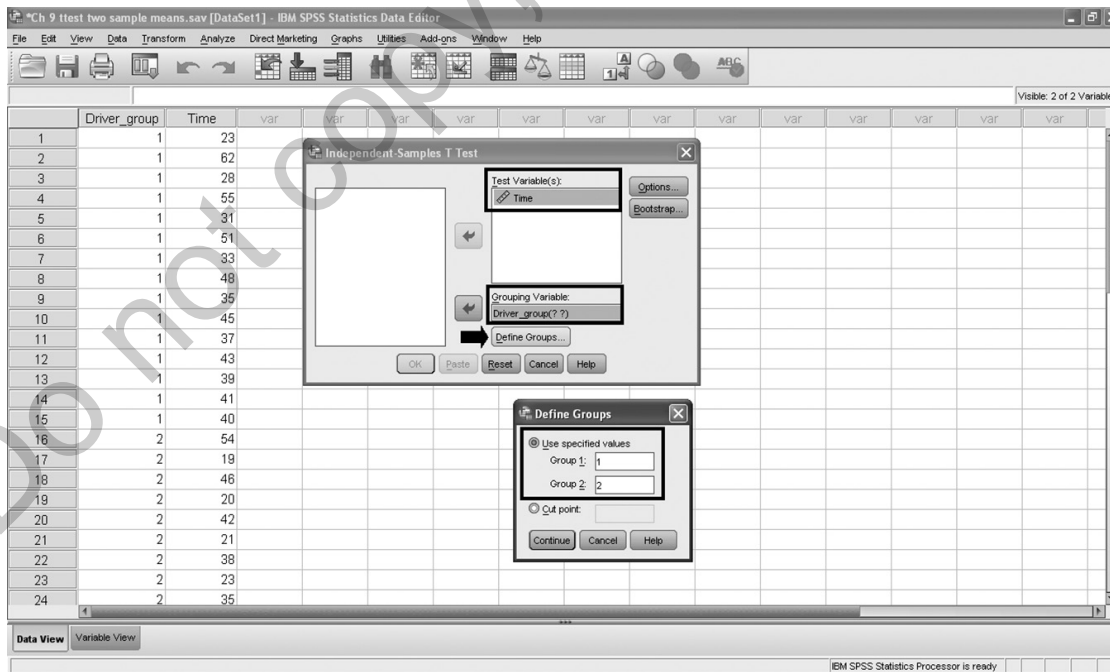 *Ch 9 ttest two sample means.sav [DataSet1] - IBM SPSS Statistics Data Editor
File Edit View Data Transform Analyze Direct Marketing Graphs Utilities Add-ons Window Help
Visible: 2 of 2 Variable
Driver_group Time var var var var var var var var var var var var var
1 1 23
2 1 62
3 1 28
4 1 55
5 1 31
6 1 51
7 1 33
8 1 48
9 1 35
10 1 45
11 1 37
12 1 43
13 1 39
14 1 41
15 1 40
16 2 54
17 2 19
18 2 46
19 2 20
20 2 42
21 2 21
22 2 38
23 2 23
24 2 35
Independent-Samples T Test
Test Variable(s):
Time
Options...
Bootstrap...
Grouping Variable:
Driver_group(? ?)
Define Groups...
OK Paste Reset Cancel Help
Define Groups
Use specified values
Group 1: 1
Group 2: 2
Cut point:
Continue Cancel Help
Data View Variable View
IBM SPSS Statistics Processor is ready
Do not copy,